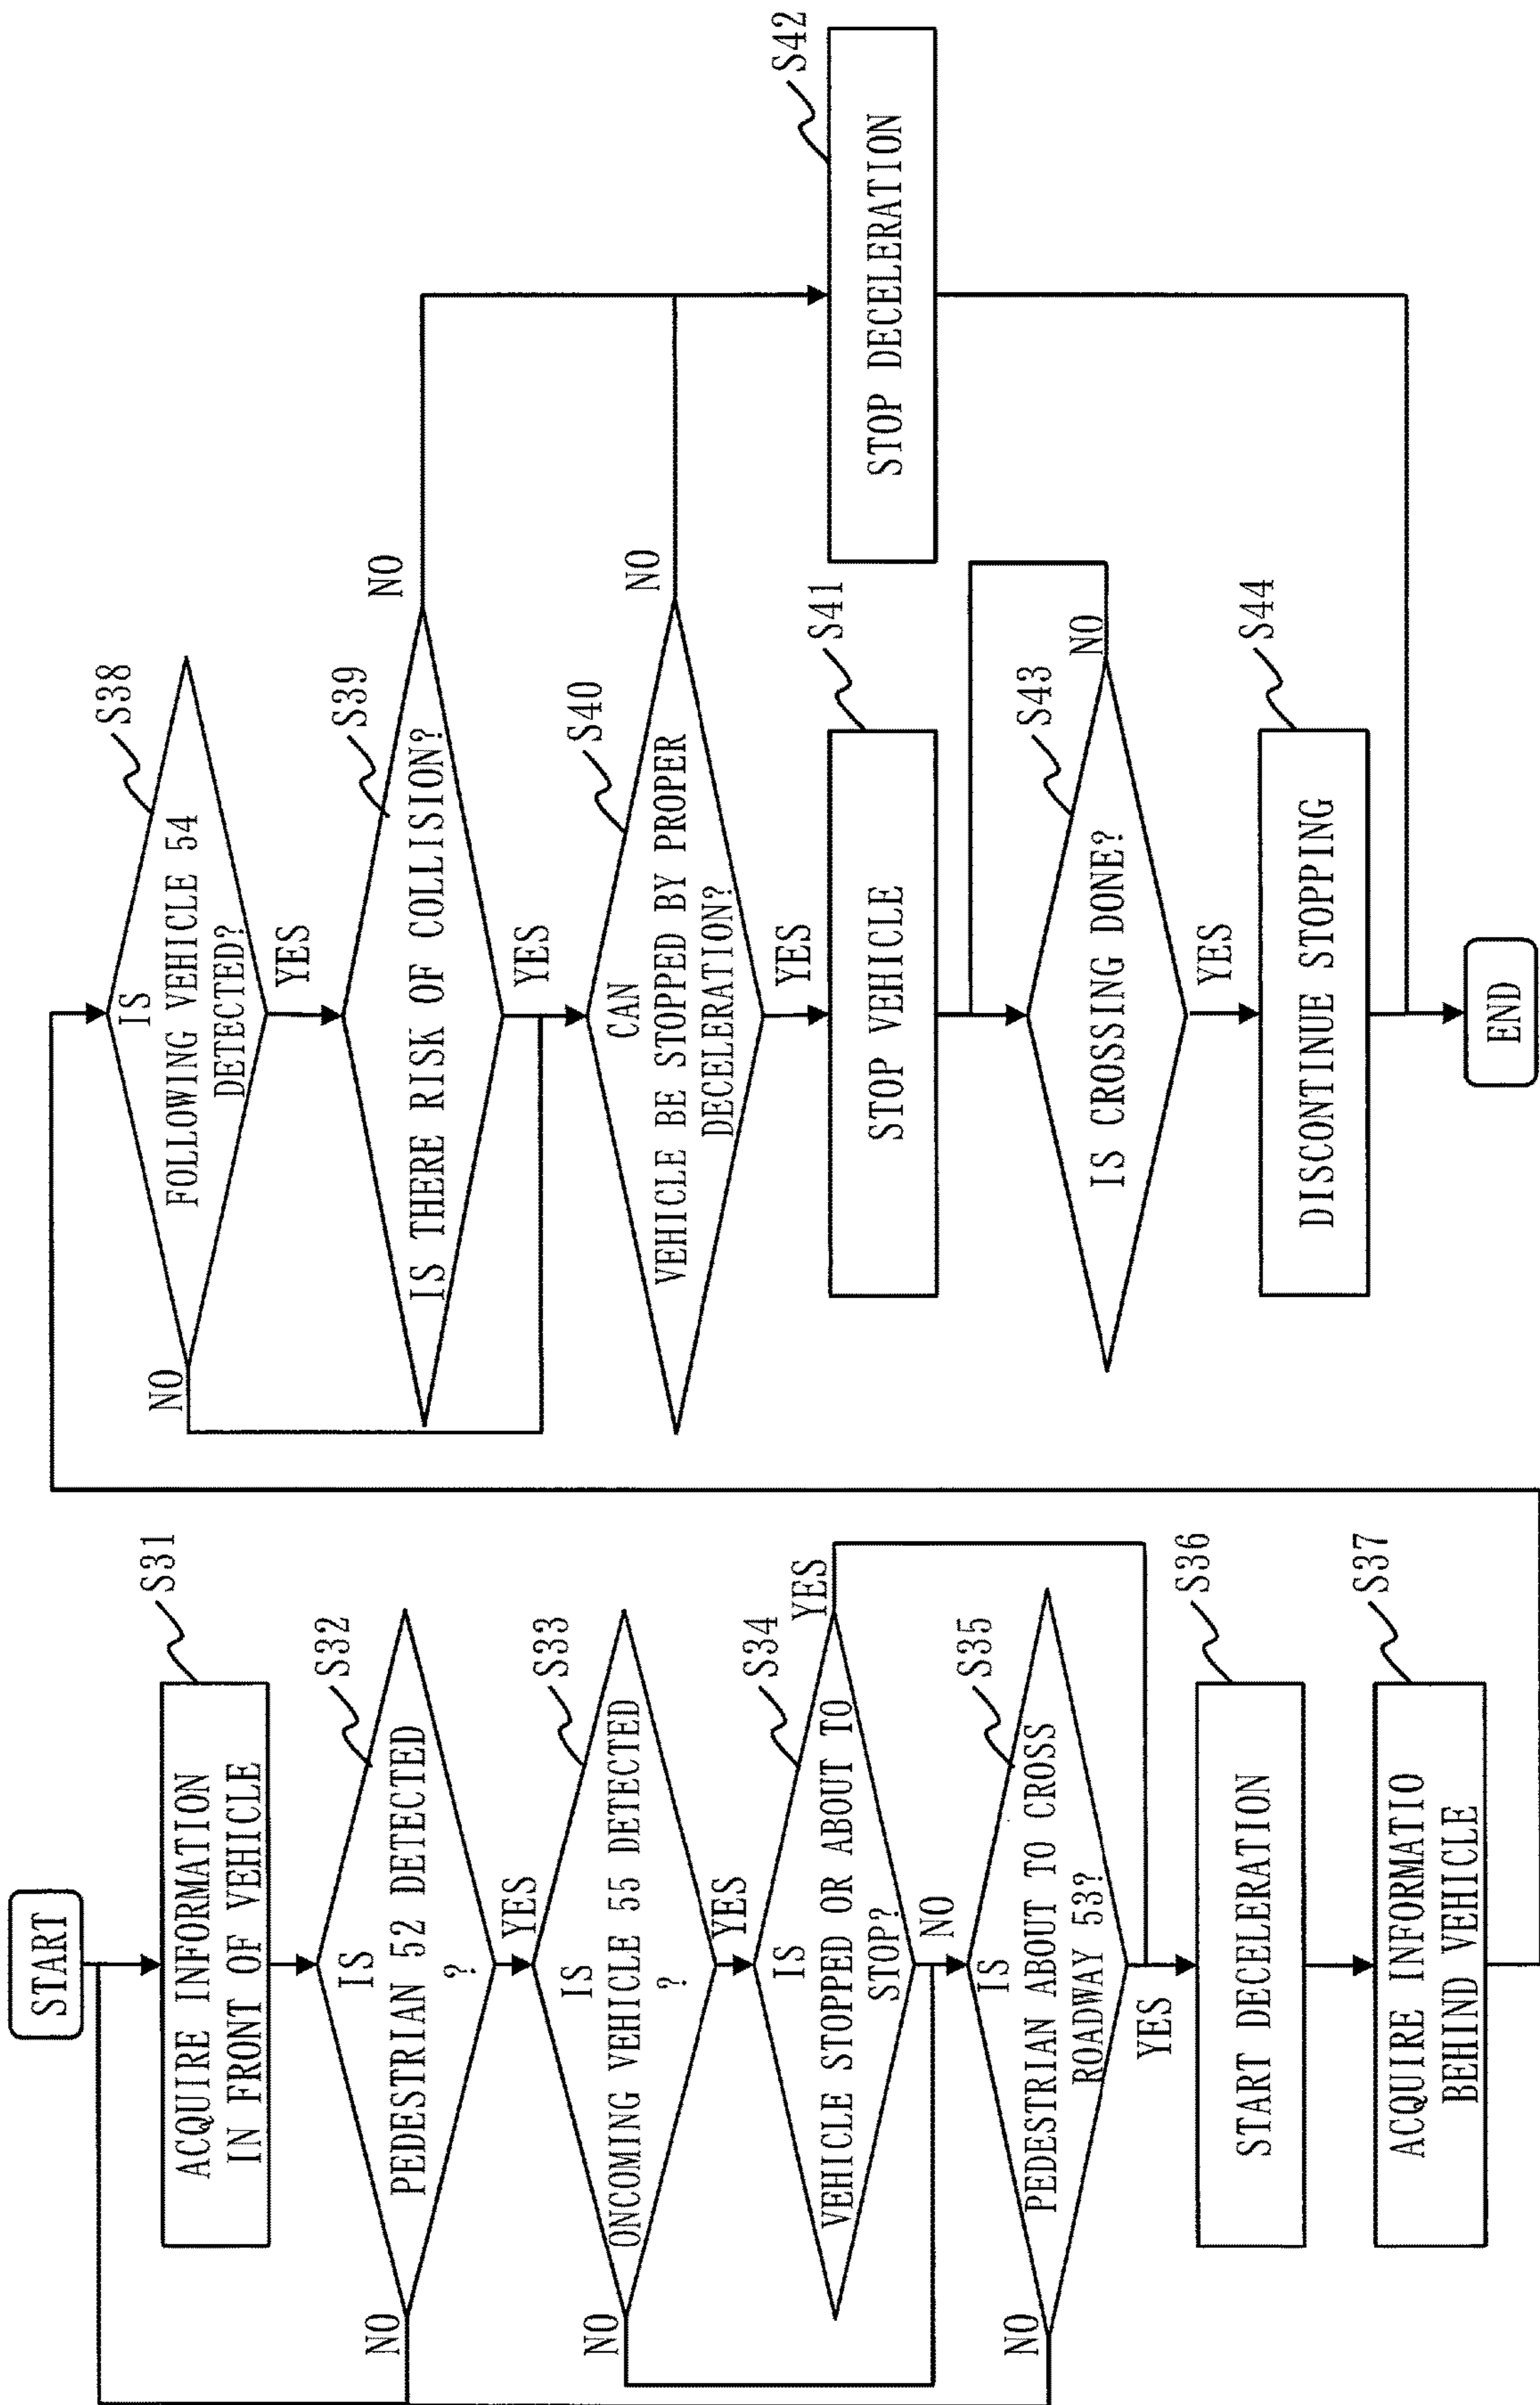 START
ACQUIRE INFORMATION
IN FRONT OF VEHICLE
S31
IS
PEDESTRIAN 52 DETECTED
?
S32
NO
YES
IS
ONCOMING VEHICLE 55 DETECTED
?
S33
NO
YES
IS
VEHICLE STOPPED OR ABOUT TO
STOP?
S34
YES
NO
IS
PEDESTRIAN ABOUT TO CROSS
ROADWAY 53?
S35
NO
YES
START DECELERATION
S36
ACQUIRE INFORMATIO
BEHIND VEHICLE
S37
IS
FOLLOWING VEHICLE 54
DETECTED?
S38
NO
YES
IS THERE RISK OF COLLISION?
S39
NO
YES
CAN
VEHICLE BE STOPPED BY PROPER
DECELERATION?
S40
NO
YES
STOP VEHICLE
S41
STOP DECELERATION
S42
IS CROSSING DONE?
S43
NO
YES
DISCONTINUE STOPPING
S44
END